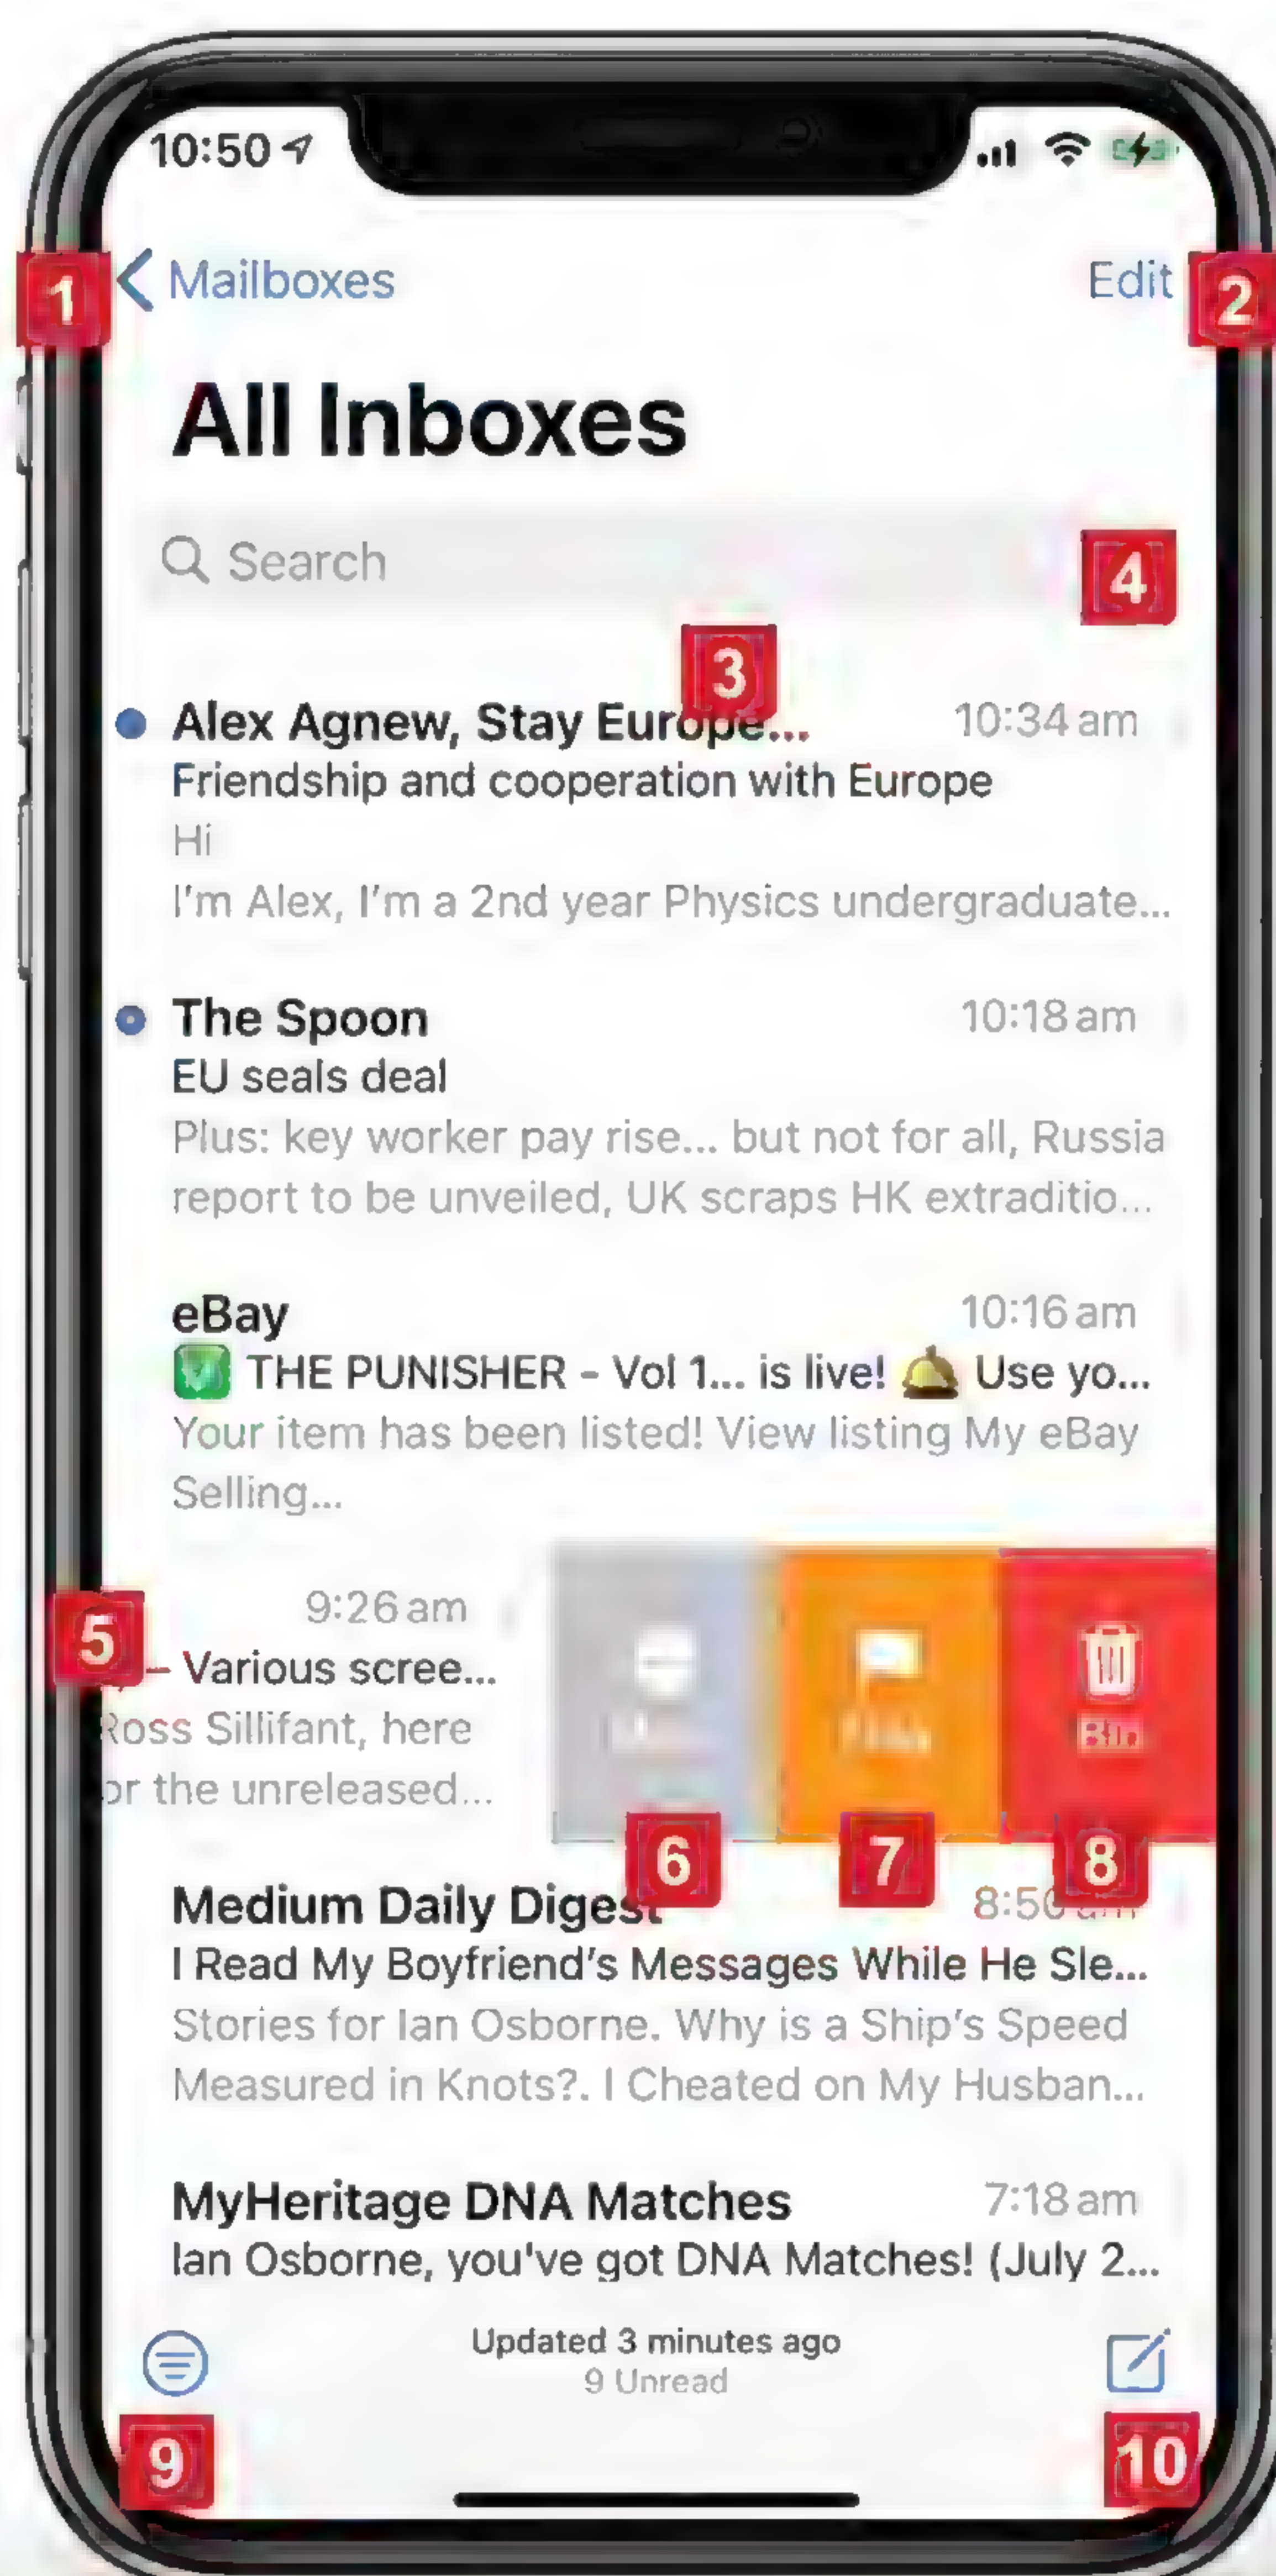 10:50
1
Mailboxes
Edit
2
All Inboxes
Search
4
3
Alex Agnew, Stay Europe...
10:34 am
Friendship and cooperation with Europe
Hi
I'm Alex, I'm a 2nd year Physics undergraduate...
The Spoon
10:18 am
EU seals deal
Plus: key worker pay rise... but not for all, Russia
report to be unveiled, UK scraps HK extraditio...
eBay
10:16 am
THE PUNISHER - Vol 1... is live! 🛎 Use yo...
Your item has been listed! View listing My eBay
Selling...
5
9:26 am
– Various scree...
Ross Sillifant, here
or the unreleased...
Bin
6
7
8
Medium Daily Digest
8:50 am
I Read My Boyfriend's Messages While He Sle...
Stories for Ian Osborne. Why is a Ship's Speed
Measured in Knots?. I Cheated on My Husban...
MyHeritage DNA Matches
7:18 am
Ian Osborne, you've got DNA Matches! (July 2...
Updated 3 minutes ago
9 Unread
9
10